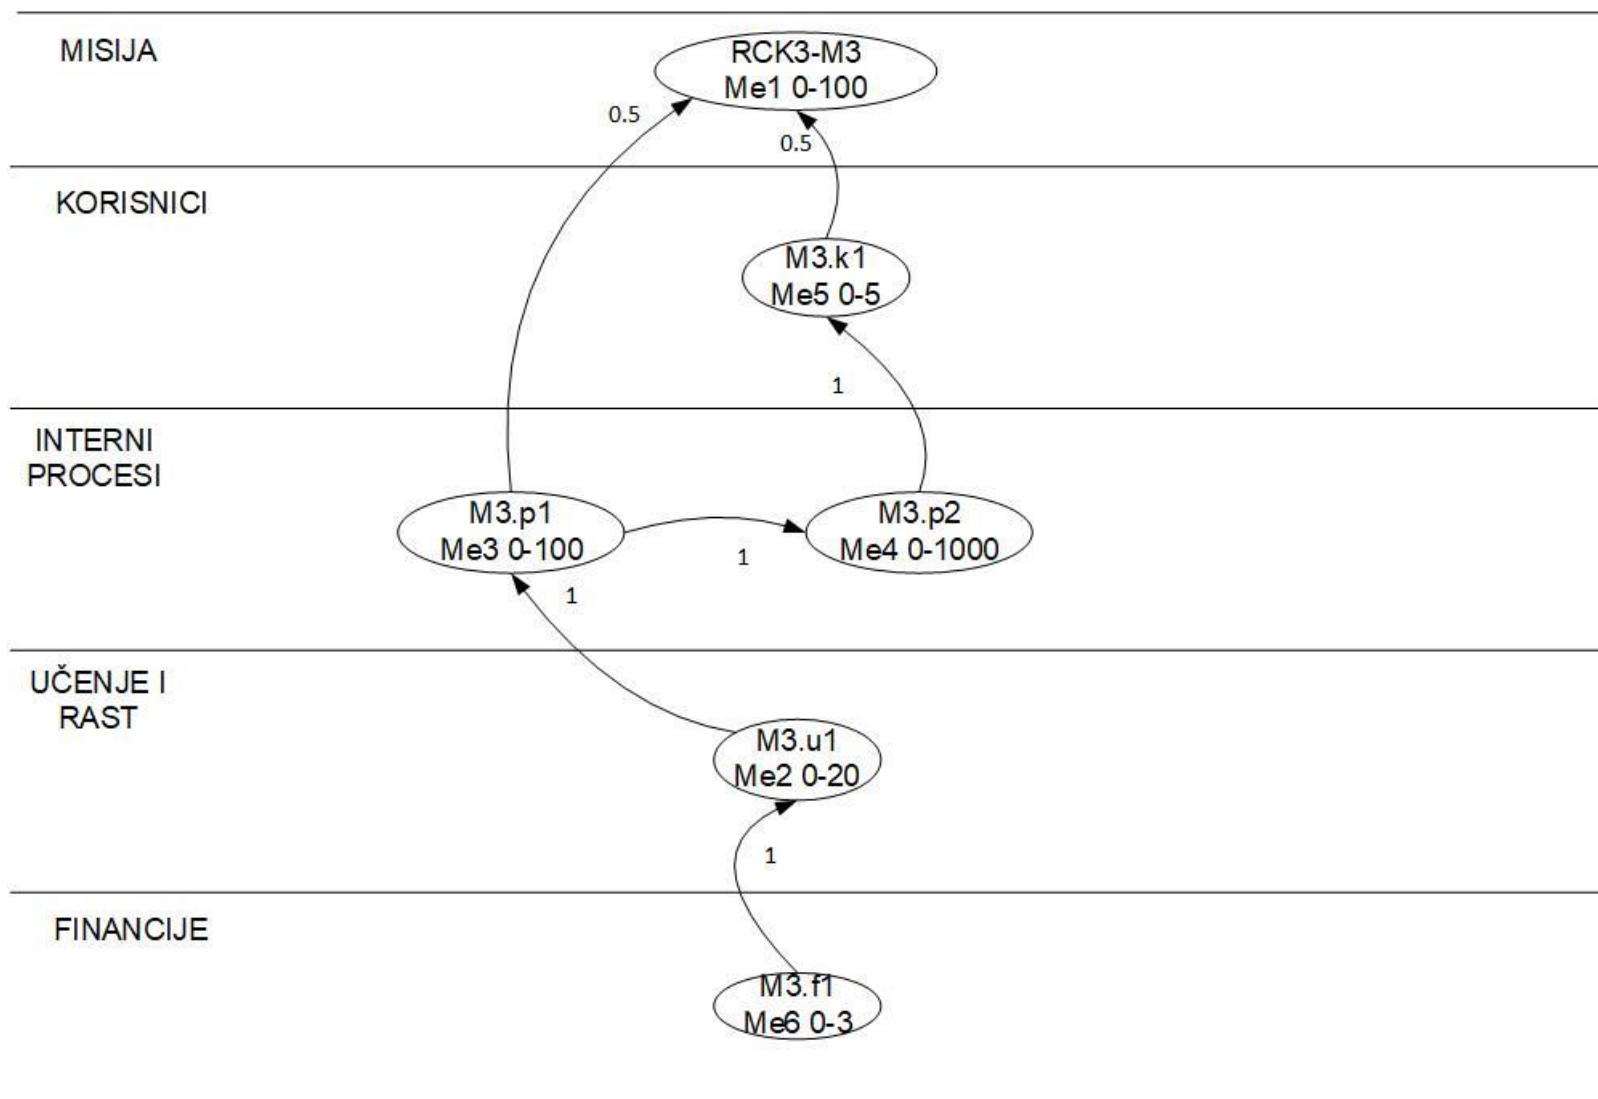 MISIJA
RCK3-M3
Me1 0-100
0.5
0.5
KORISNICI
M3.k1
Me5 0-5
1
INTERNI
PROCESI
M3.p1
Me3 0-100
M3.p2
Me4 0-1000
1
1
UČENJE I
RAST
M3.u1
Me2 0-20
1
FINANCIJE
M3.f1
Me6 0-3